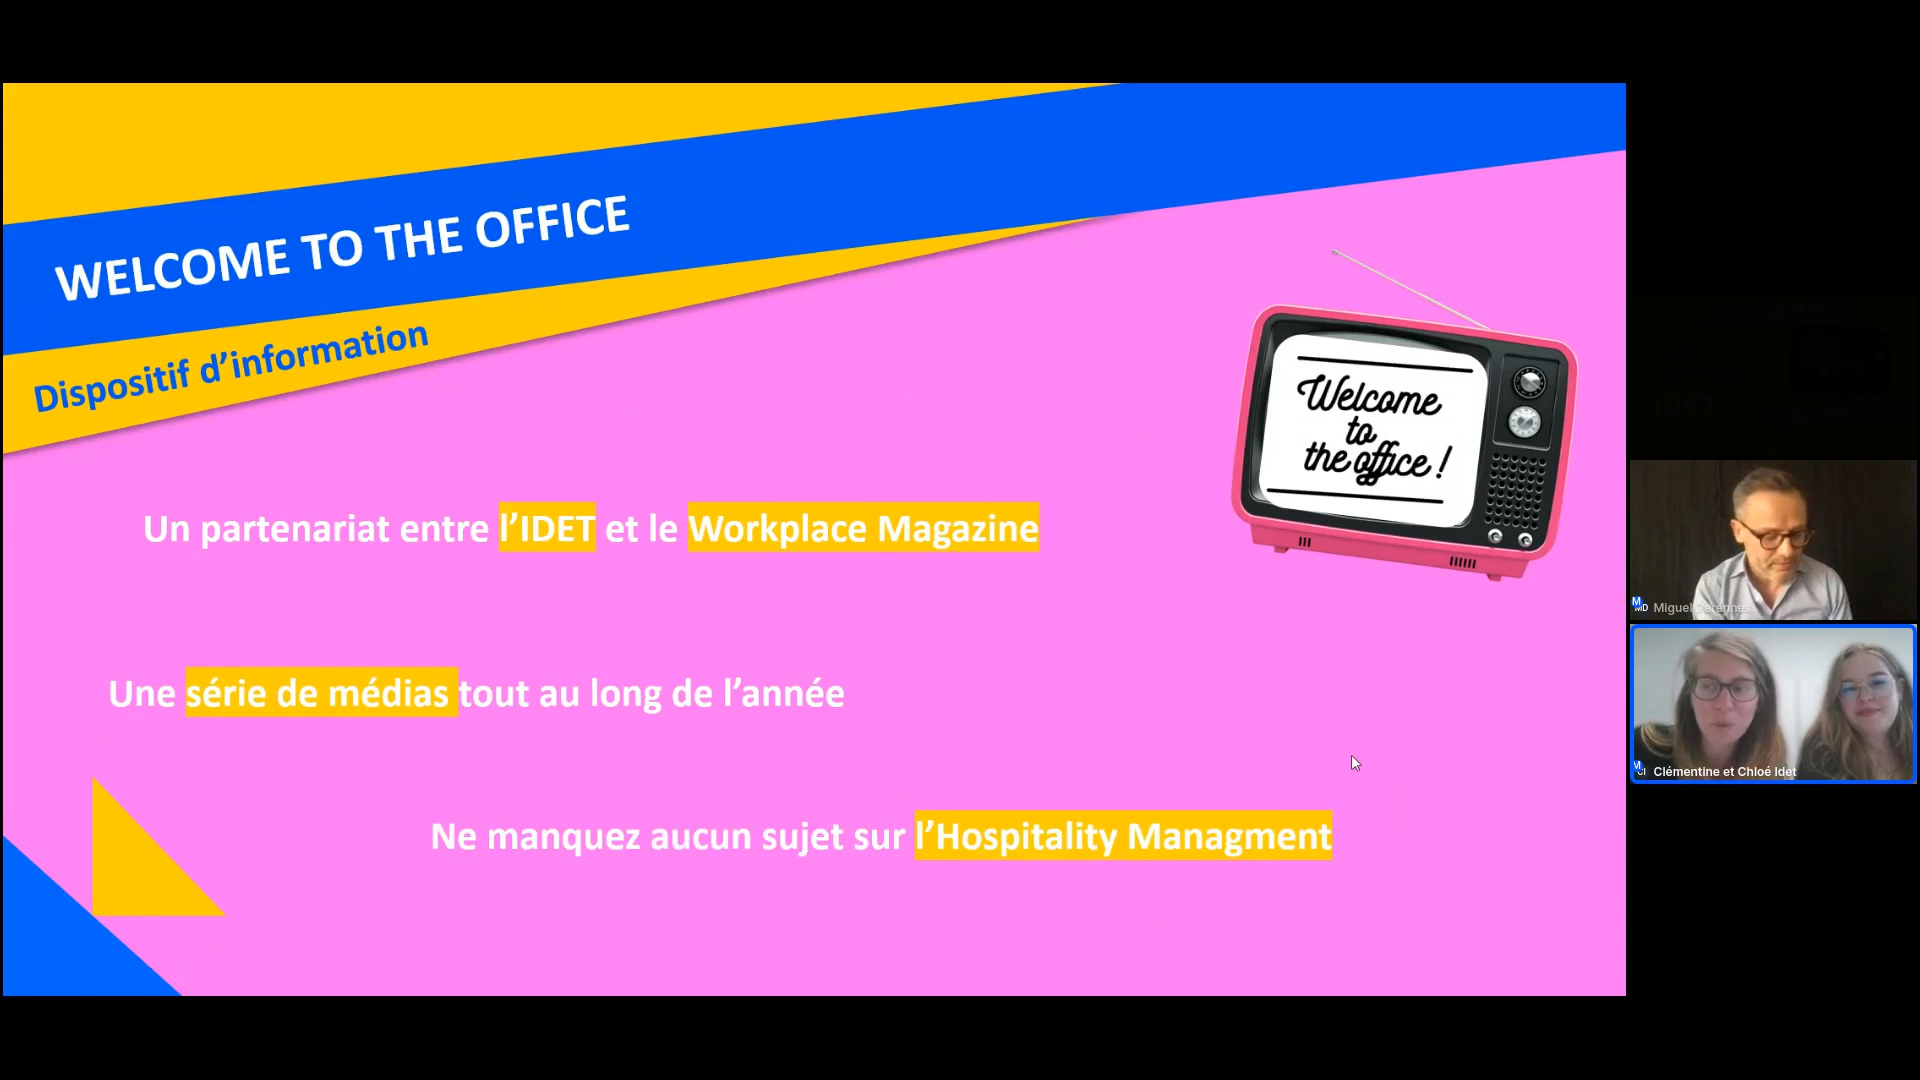 WELCOME TO THE OFFICE
Dispositif d’information
Welcome
to
the office !
Un partenariat entre l’IDET et le Workplace Magazine
Une série de médias tout au long de l’année
Ne manquez aucun sujet sur l’Hospitality Managment
Miguel
Clémentine et Chloé Idet